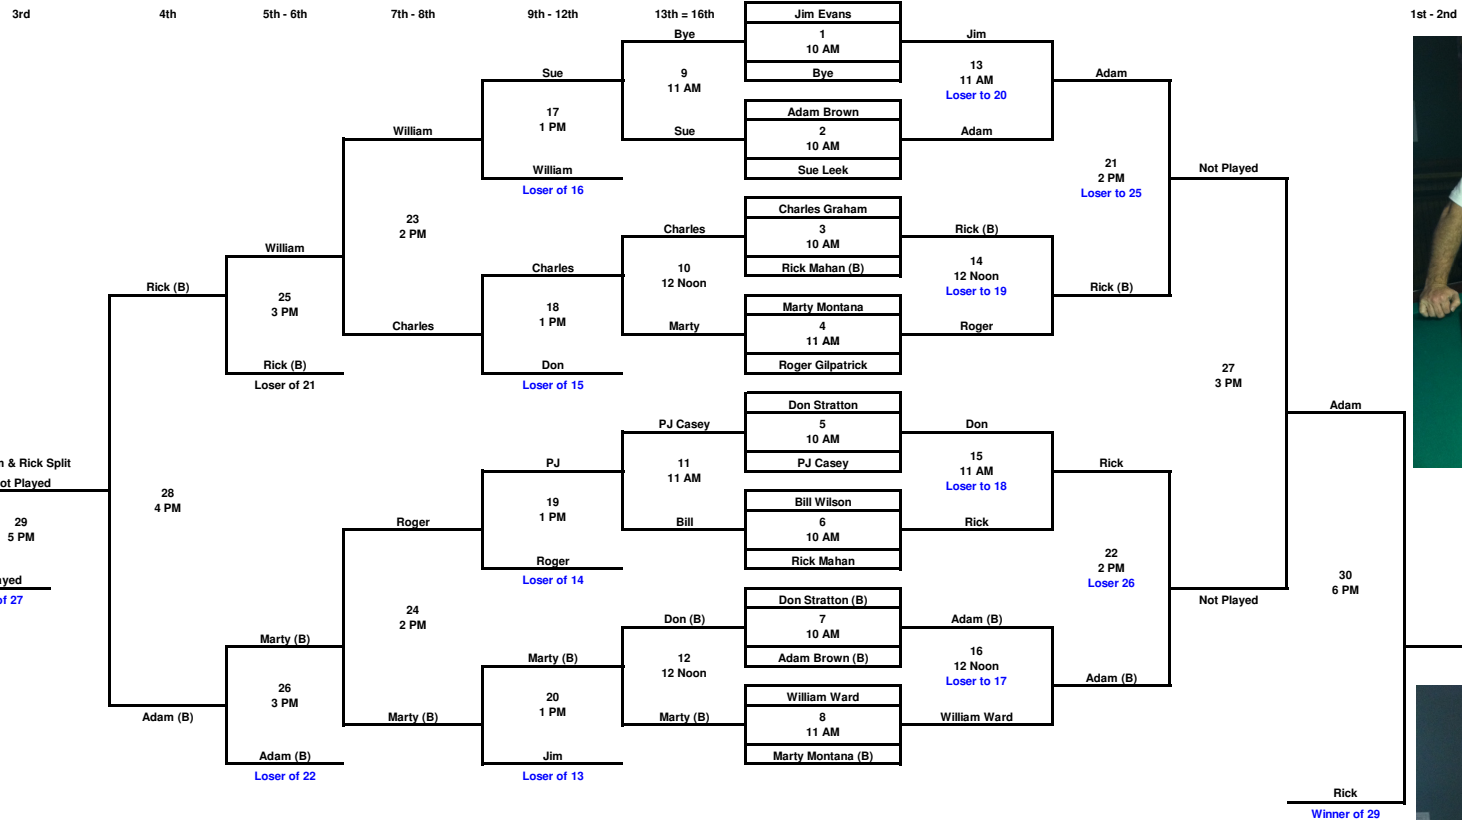 3rd
4th
5th - 6th
7th - 8th
9th - 12th
13th = 16th
Jim Evans
1st - 2nd
Bye
1
10 AM
Jim
Sue
9
11 AM
Bye
13
11 AM
Loser to 20
Adam
17
1 PM
Adam Brown
William
Sue
2
10 AM
Adam
William
Loser of 16
Sue Leek
21
2 PM
Loser to 25
Not Played
23
2 PM
Charles Graham
William
Charles
3
10 AM
Rick (B)
Charles
10
12 Noon
Rick Mahan (B)
14
12 Noon
Loser to 19
Rick (B)
25
3 PM
18
1 PM
Marty Montana
Rick (B)
Charles
Marty
4
11 AM
Roger
Rick (B)
Loser of 21
Don
Loser of 15
Roger Gilpatrick
27
3 PM
Don Stratton
Adam
PJ Casey
5
10 AM
Don
& Rick Split
Not Played
PJ
11
11 AM
PJ Casey
15
11 AM
Loser to 18
Rick
28
4 PM
19
1 PM
Bill Wilson
29
5 PM
Roger
Bill
6
10 AM
Rick
Roger
Loser of 14
Rick Mahan
22
2 PM
Loser 26
30
6 PM
of 27
24
2 PM
Don Stratton (B)
Not Played
Marty (B)
Don (B)
7
10 AM
Adam (B)
Marty (B)
12
12 Noon
Adam Brown (B)
16
12 Noon
Loser to 17
Adam (B)
26
3 PM
20
1 PM
William Ward
Adam (B)
Marty (B)
Marty (B)
8
11 AM
William Ward
Adam (B)
Loser of 22
Jim
Loser of 13
Marty Montana (B)
Rick
Winner of 29